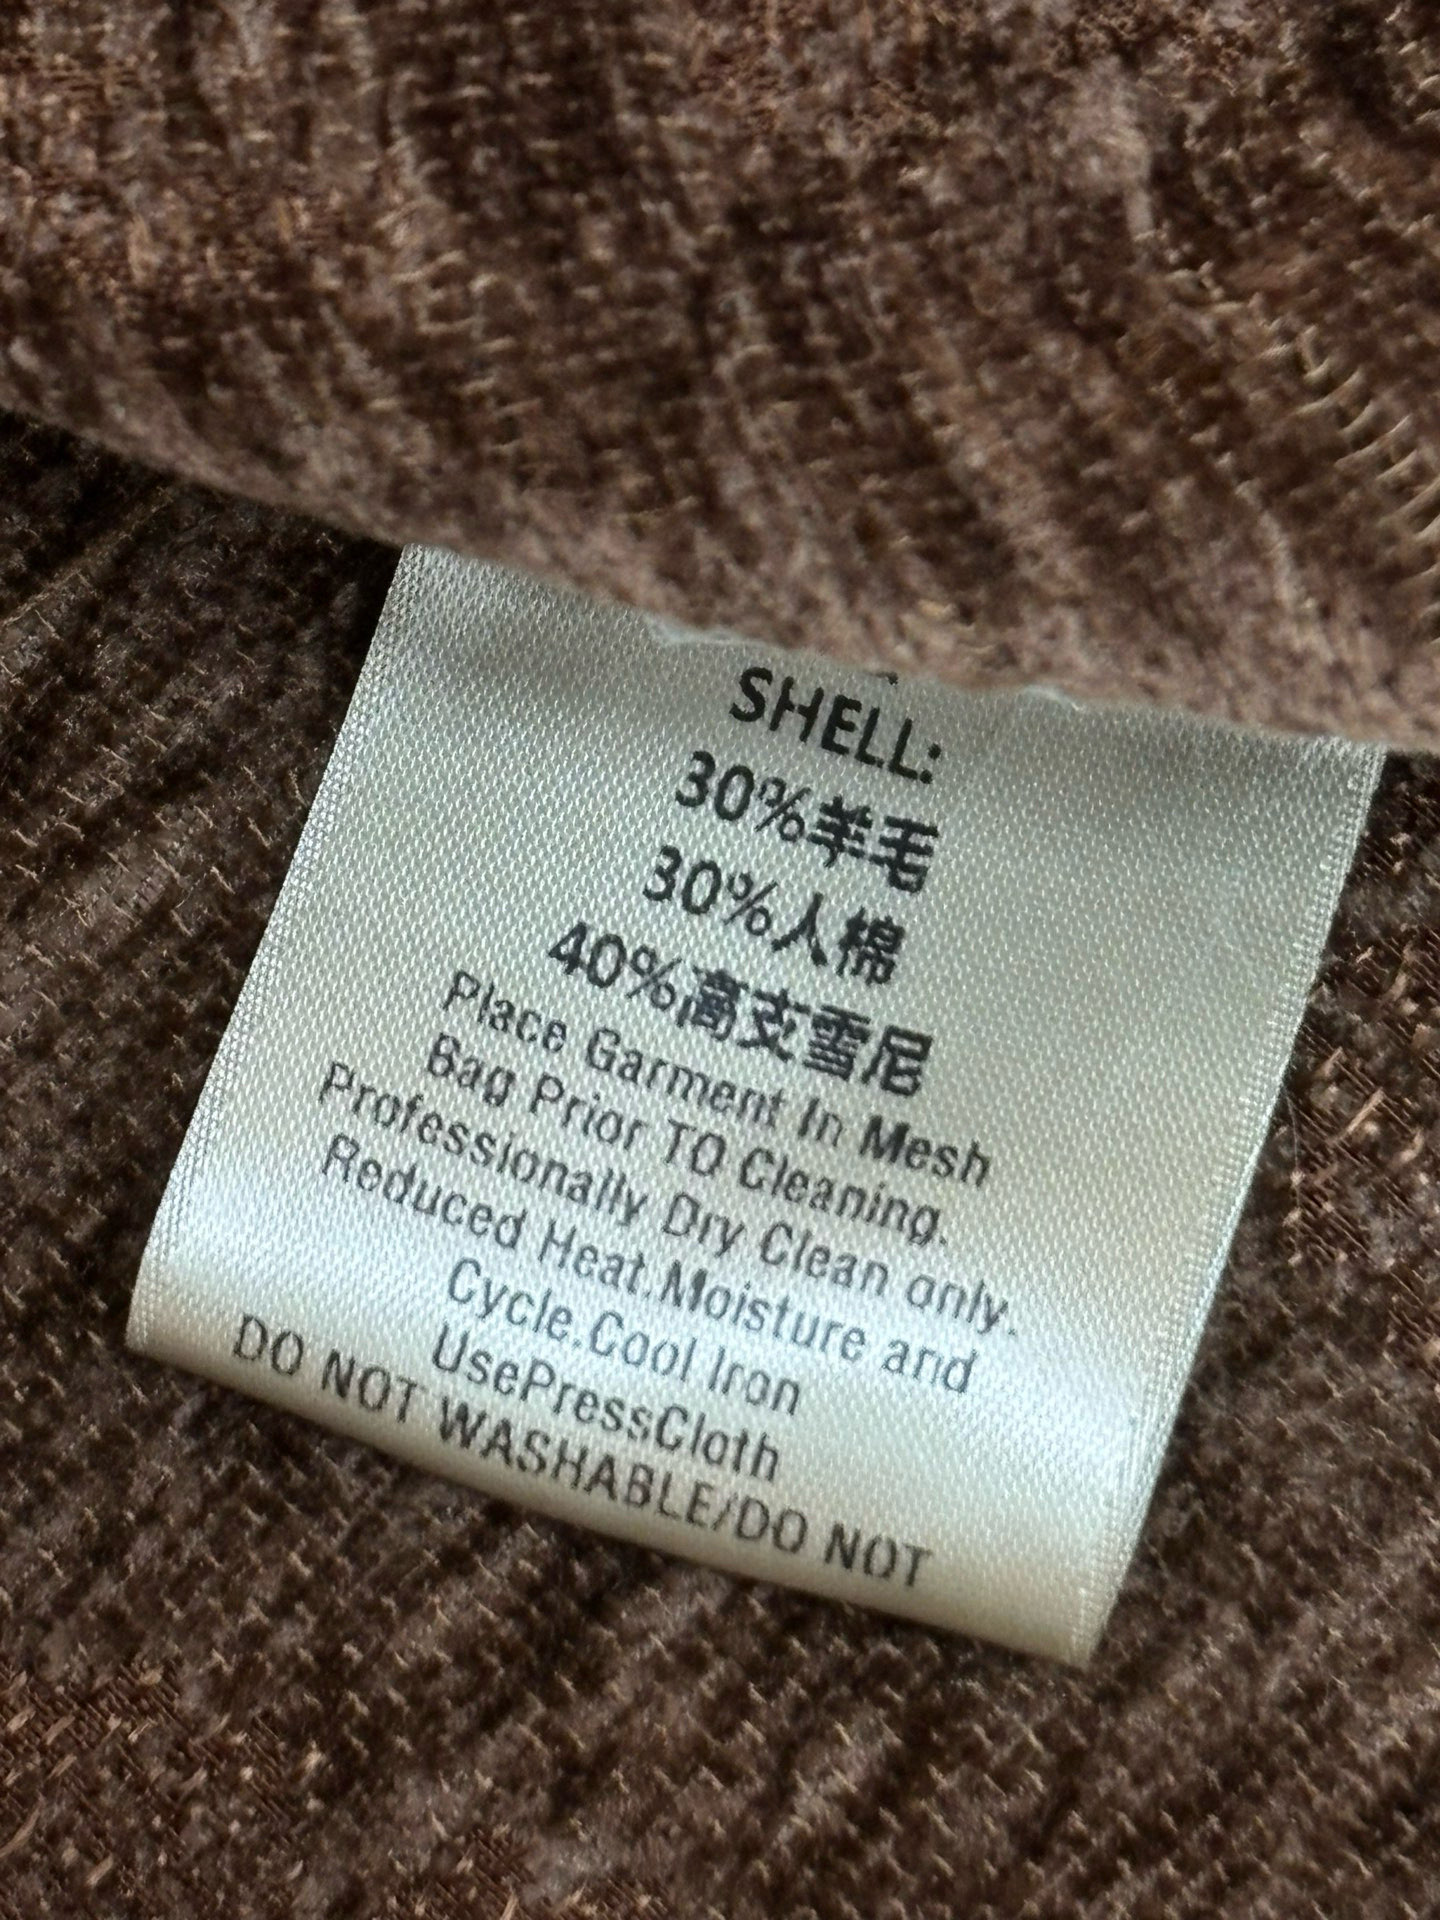 SHELL:
30%羊毛
30%人棉
40%高支雪尼
Place Garment In Mesh
Bag Prior TO Cleaning.
Professionally Dry Clean only.
Reduced Heat.Moisture and
Cycle.Cool Iron
UsePressCloth
DO NOT WASHABLE/DO NOT